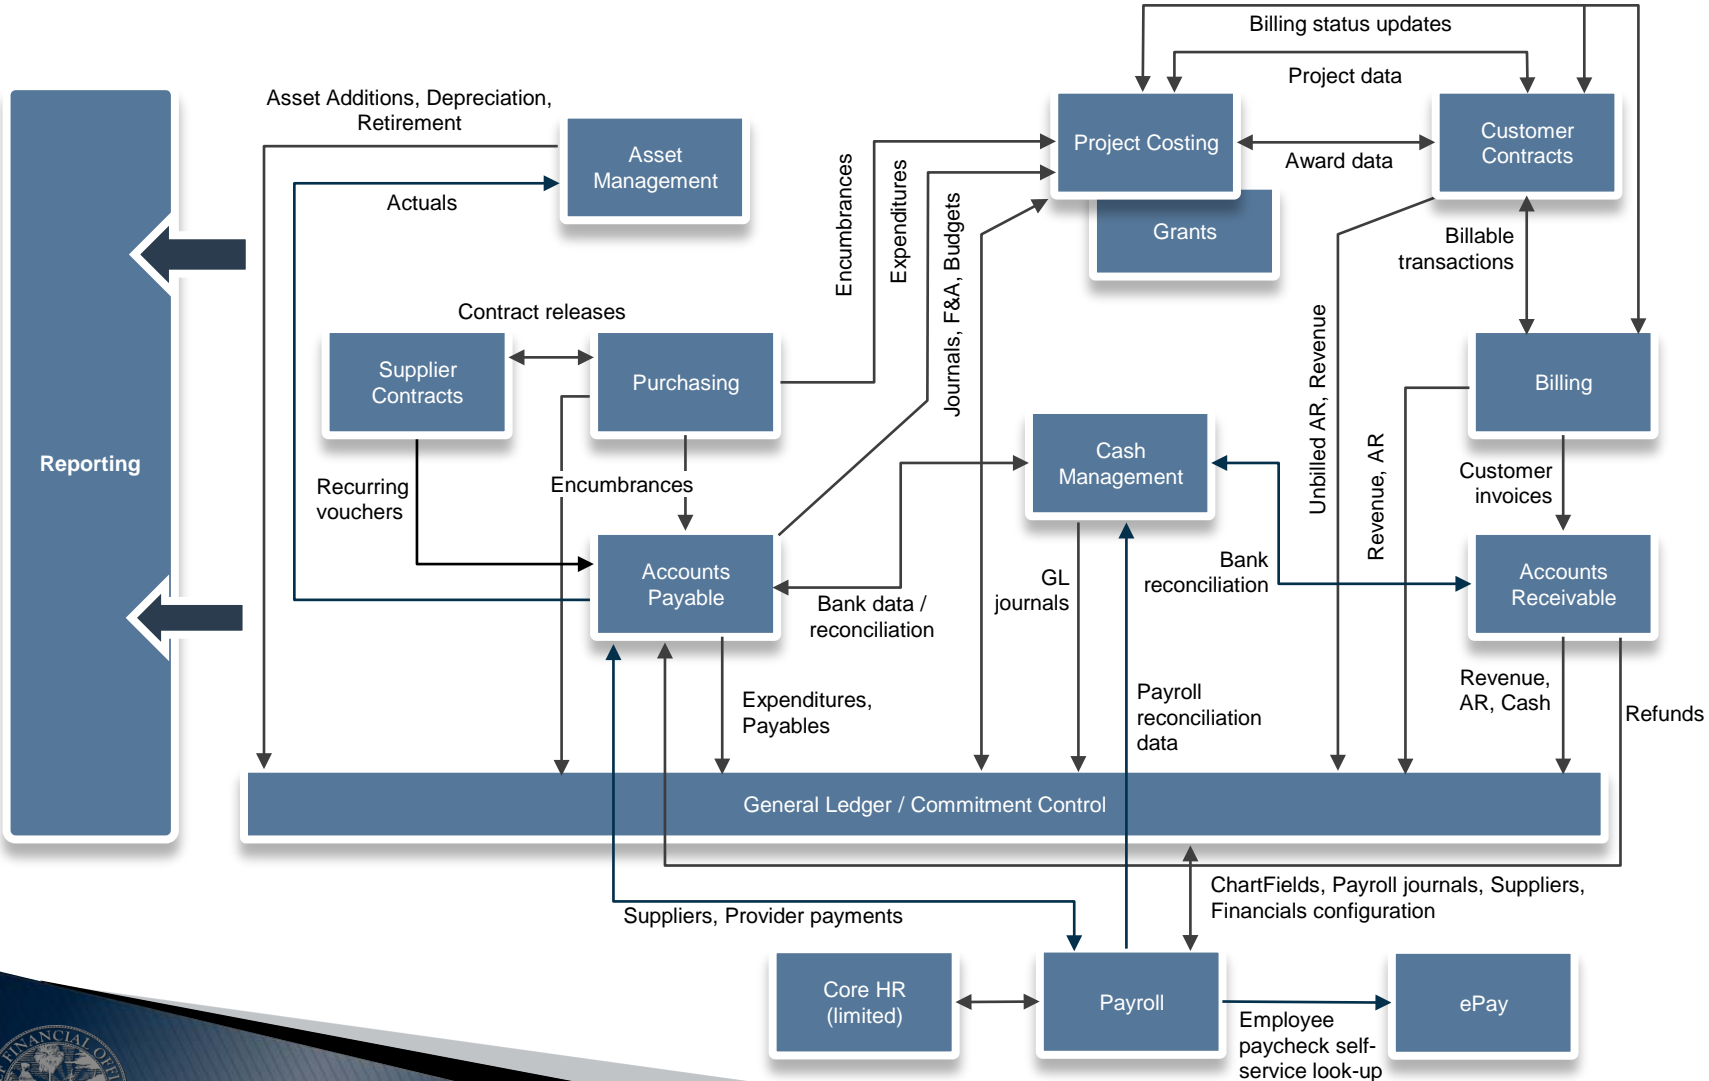 Billing status updates
Project data
Asset Additions, Depreciation,
Retirement
Asset
Management
Project Costing
Customer
Contracts
Award data
Actuals
Encumbrances
Expenditures
Journals, F&A, Budgets
Grants
Billable
transactions
Contract releases
Supplier
Contracts
Purchasing
Unbilled AR, Revenue
Revenue, AR
Billing
Reporting
Cash
Management
Recurring
vouchers
Encumbrances
Customer
invoices
Accounts
Payable
Bank data /
reconciliation
GL
journals
Bank
reconciliation
Accounts
Receivable
Expenditures,
Payables
Payroll
reconciliation
data
Revenue,
AR, Cash
Refunds
General Ledger / Commitment Control
ChartFields, Payroll journals, Suppliers,
Financials configuration
Suppliers, Provider payments
Core HR
(limited)
Payroll
ePay
Employee
paycheck self-
service look-up
FINANCIAL